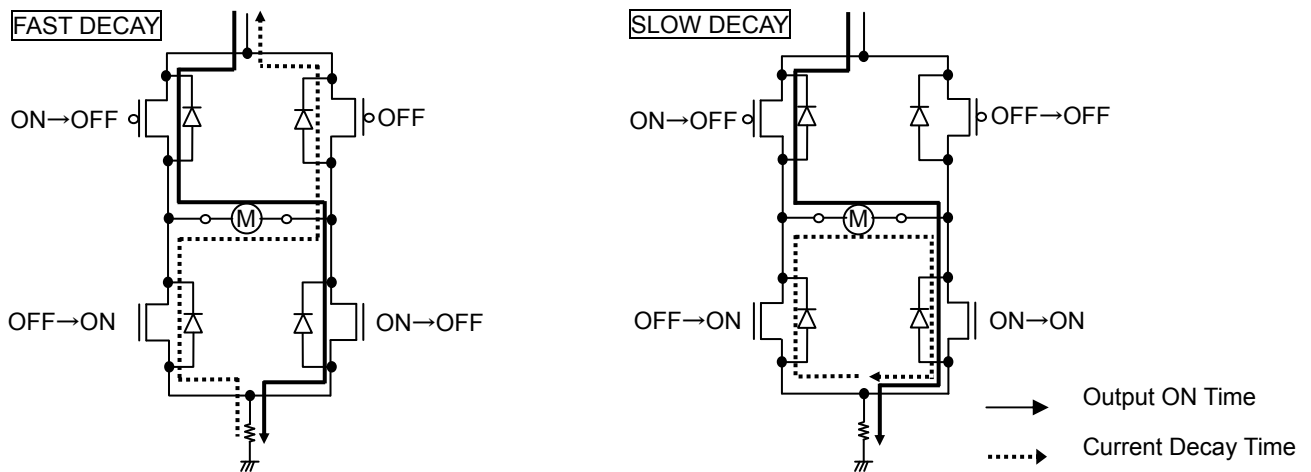 FAST DECAY
ON→OFF
OFF
M
OFF→ON
ON→OFF
SLOW DECAY
ON→OFF
OFF→OFF
M
OFF→ON
ON→ON
Output ON Time
Current Decay Time